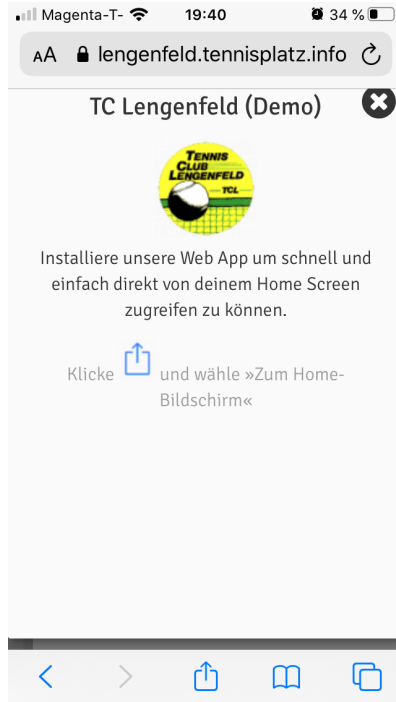 Magenta-T- 19:40 34 %
AA lengenfeld.tennisplatz.info
TC Lengenfeld (Demo)
TENNIS
CLUB
LENGENFELD
TCL
Installiere unsere Web App um schnell und
einfach direkt von deinem Home Screen
zugreifen zu können.
Klicke und wähle »Zum Home-
Bildschirm«